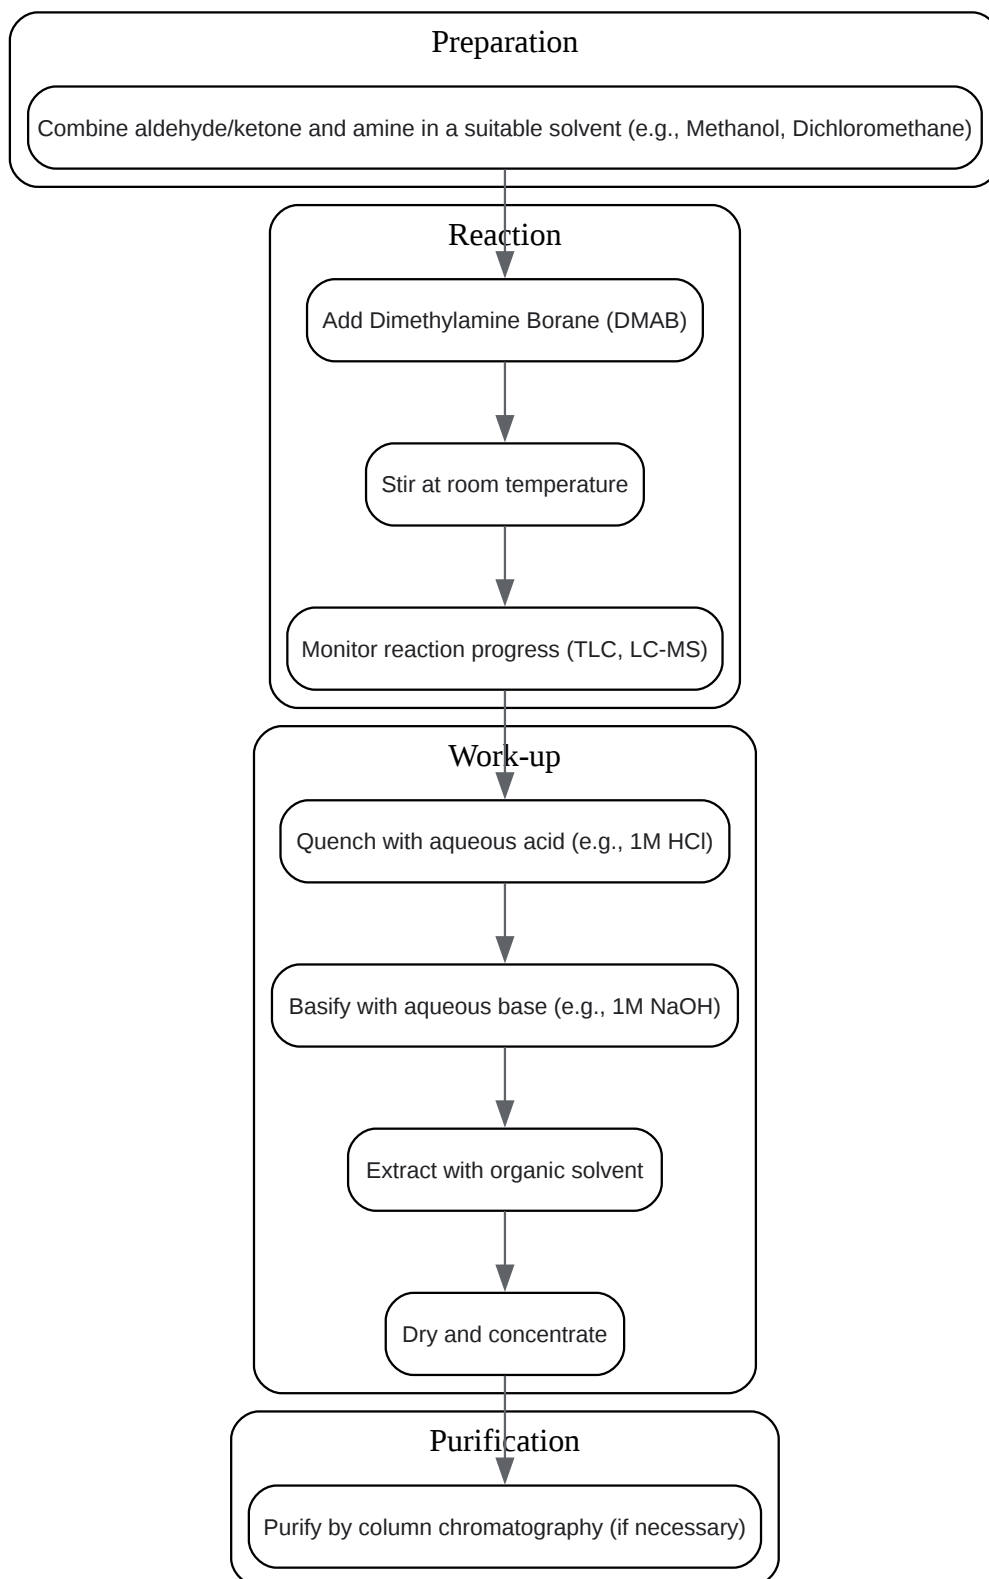 Preparation
Combine aldehyde/ketone and amine in a suitable solvent (e.g., Methanol, Dichloromethane)
Reaction
Add Dimethylamine Borane (DMAB)
Stir at room temperature
Monitor reaction progress (TLC, LC-MS)
Work-up
Quench with aqueous acid (e.g., 1M HCl)
Basify with aqueous base (e.g., 1M NaOH)
Extract with organic solvent
Dry and concentrate
Purification
Purify by column chromatography (if necessary)